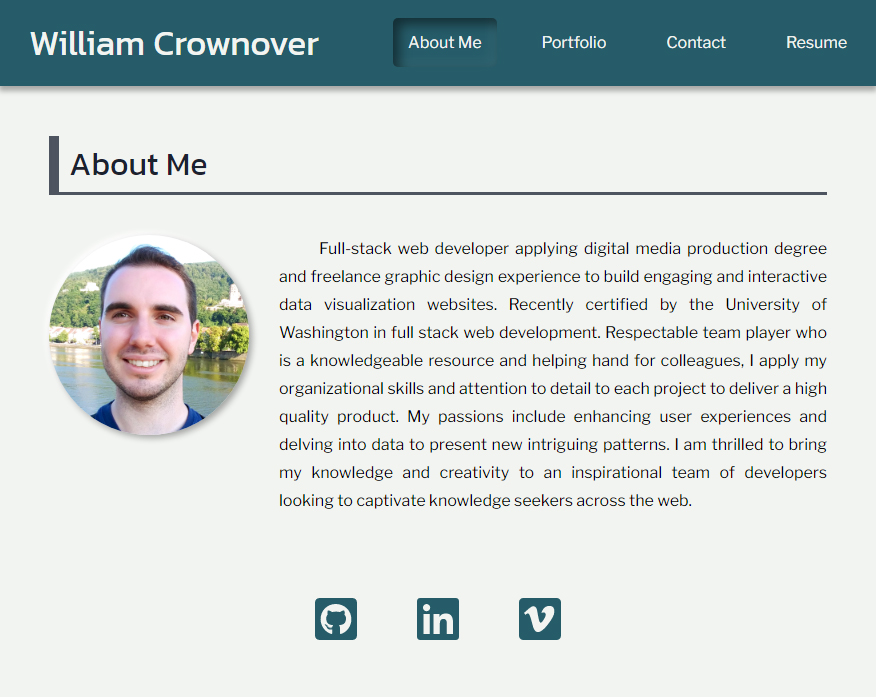 William Crownover
About Me
Portfolio
Contact
Resume
About Me
Full-stack web developer applying digital media production degree
and freelance graphic design experience to build engaging and interactive
data visualization websites. Recently certified by the University of
Washington in full stack web development. Respectable team player who
is a knowledgeable resource and helping hand for colleagues, I apply my
organizational skills and attention to detail to each project to deliver a high
quality product. My passions include enhancing user experiences and
delving into data to present new intriguing patterns. I am thrilled to bring
my knowledge and creativity to an inspirational team of developers
looking to captivate knowledge seekers across the web.
in